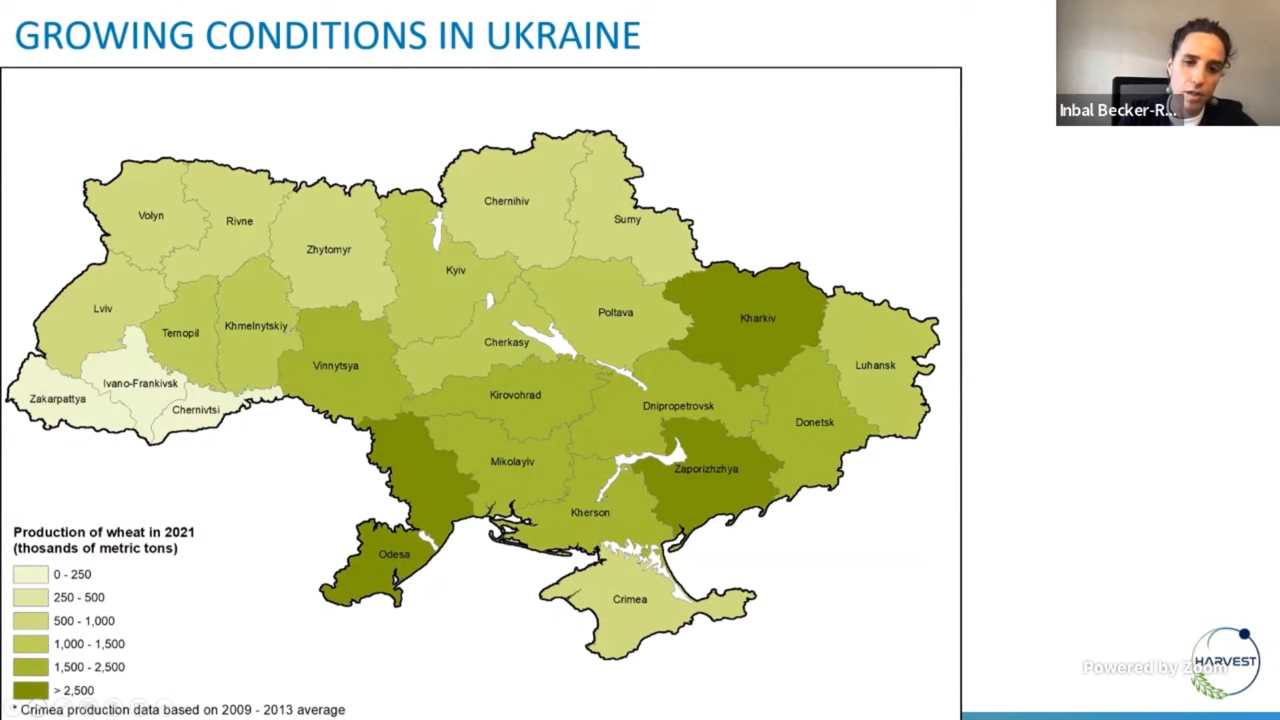 GROWING CONDITIONS IN UKRAINE
Inbal Becker-R...
Volyn
Rivne
Zhytomyr
Chernihiv
Sumy
Kyiv
Lviv
Ternopil
Khmelnytskiy
Vinnytsya
Cherkasy
Poltava
Kharkiv
Luhansk
Zakarpattya
Ivano-Frankivsk
Chernivtsi
Kirovohrad
Dnipropetrovsk
Donetsk
Mikolayiv
Zaporizhzhya
Kherson
Odesa
Crimea
Production of wheat in 2021
(thosands of metric tons)
0 - 250
250 - 500
500 - 1,000
1,000 - 1,500
1,500 - 2,500
> 2,500
* Crimea production data based on 2009 - 2013 average
HARVEST
Powered by Zoom